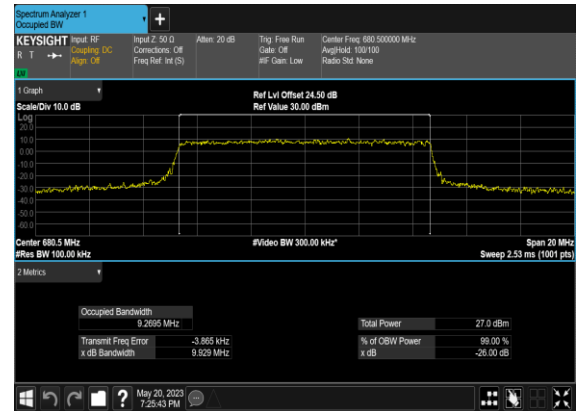 Spectrum Analyzer 1
Occupied BW
+
KEYSIGHT Input: RF Input Z: 50 Ω Atten: 20 dB Trig: Free Run Center Freq: 680.500000 MHz
R T Coupling: DC Corrections: Off Gate: Off Avg|Hold: 100/100
Align: Off Freq Ref: Int (S) #IF Gain: Low Radio Std: None
1 Graph
Ref Lvl Offset 24.50 dB
Scale/Div 10.0 dB Ref Value 30.00 dBm
Log
20.0
10.0
0.00
-10.0
-20.0
-30.0
-40.0
-50.0
-60.0
Center 680.5 MHz #Video BW 300.00 kHz* Span 20 MHz
#Res BW 100.00 kHz Sweep 2.53 ms (1001 pts)
2 Metrics
Occupied Bandwidth
9.2695 MHz Total Power 27.0 dBm
Transmit Freq Error -3.865 kHz % of OBW Power 99.00 %
x dB Bandwidth 9.929 MHz x dB -26.00 dB
? May 20, 2023
7:25:43 PM